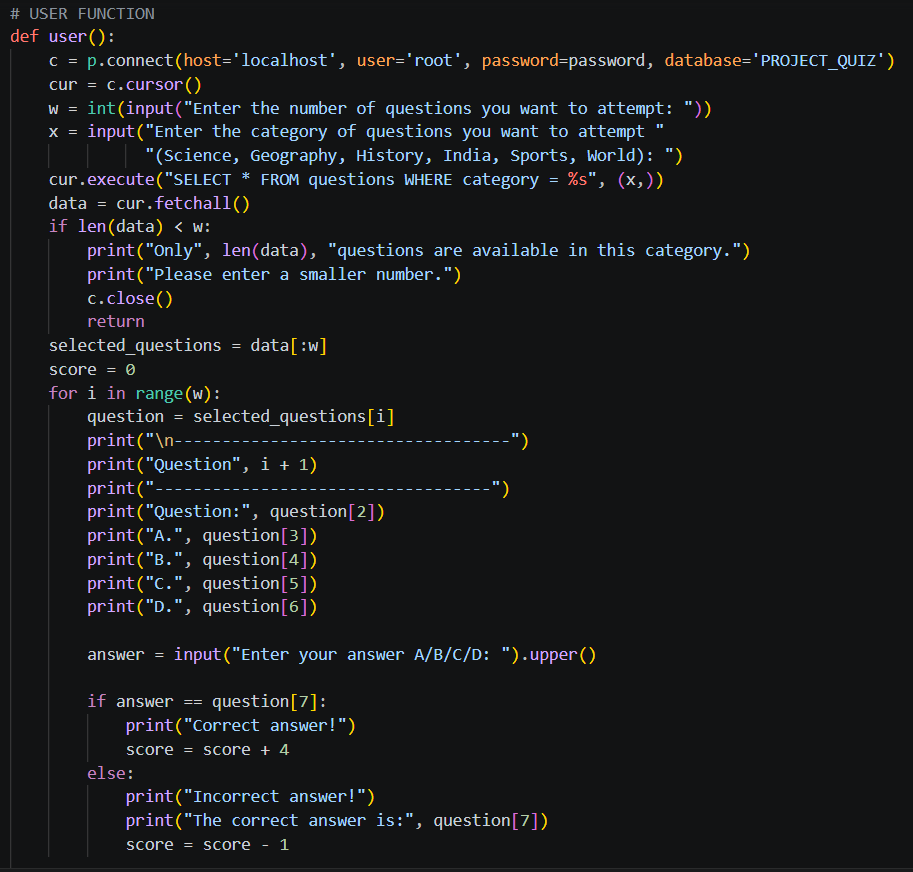 # USER FUNCTION
def user():
    c = p.connect(host='localhost', user='root', password=password, database='PROJECT_QUIZ')
    cur = c.cursor()
    w = int(input("Enter the number of questions you want to attempt: "))
    x = input("Enter the category of questions you want to attempt "
              "(Science, Geography, History, India, Sports, World): ")
    cur.execute("SELECT * FROM questions WHERE category = %s", (x,))
    data = cur.fetchall()
    if len(data) < w:
        print("Only", len(data), "questions are available in this category.")
        print("Please enter a smaller number.")
        c.close()
        return
    selected_questions = data[:w]
    score = 0
    for i in range(w):
        question = selected_questions[i]
        print("\n-----------------------------------")
        print("Question", i + 1)
        print("-----------------------------------")
        print("Question:", question[2])
        print("A.", question[3])
        print("B.", question[4])
        print("C.", question[5])
        print("D.", question[6])

        answer = input("Enter your answer A/B/C/D: ").upper()

        if answer == question[7]:
            print("Correct answer!")
            score = score + 4
        else:
            print("Incorrect answer!")
            print("The correct answer is:", question[7])
            score = score - 1